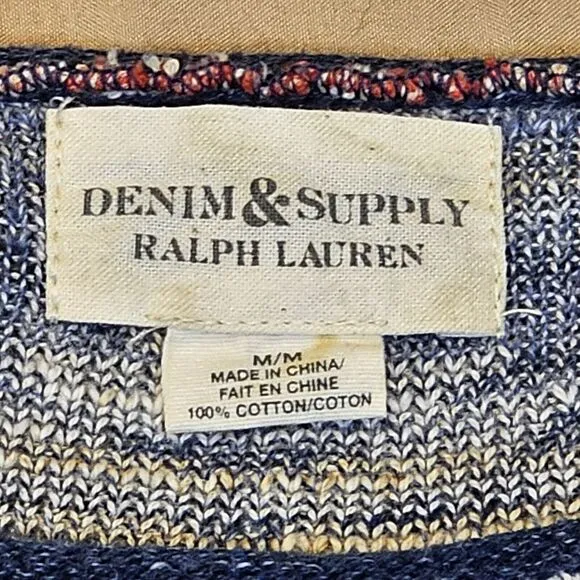 DENIM & SUPPLY
RALPH LAUREN
M/M
MADE IN CHINA/
FAIT EN CHINE
100% COTTON/COTON